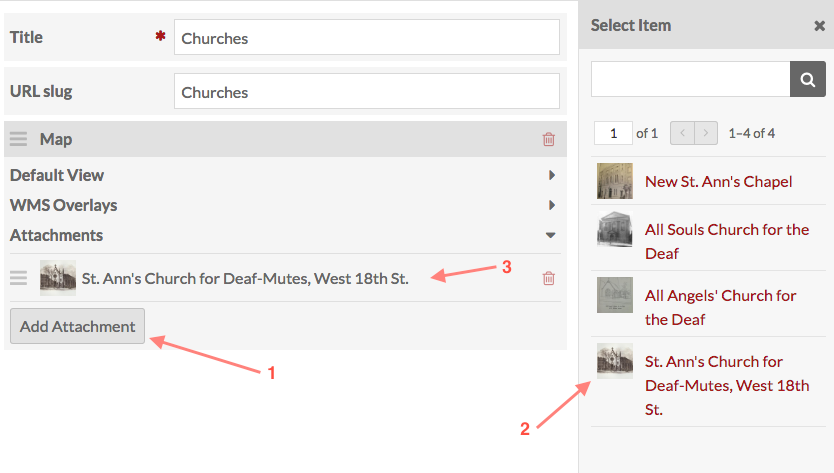 Title * Churches
URL slug Churches
Map
Default View
WMS Overlays
Attachments
St. Ann's Church for Deaf-Mutes, West 18th St.
3
Add Attachment
1
Select Item ×
1 of 1 < > 1–4 of 4
New St. Ann's Chapel
All Souls Church for the
Deaf
All Angels' Church for
the Deaf
St. Ann's Church for
Deaf-Mutes, West 18th
St.
2